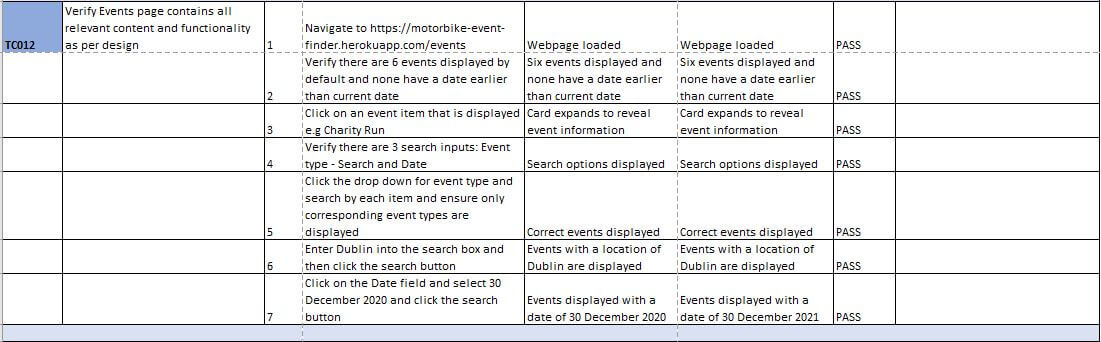 Verify Events page contains all
relevant content and functionality
as per design
TC012
1
Navigate to https://motorbike-event-
finder.herokuapp.com/events
Webpage loaded
Webpage loaded
PASS
2
Verify there are 6 events displayed by
default and none have a date earlier
than current date
Six events displayed and
none have a date earlier
than current date
Six events displayed and
none have a date earlier
than current date
PASS
3
Click on an event item that is displayed
e.g Charity Run
Card expands to reveal
event information
Card expands to reveal
event information
PASS
4
Verify there are 3 search inputs: Event
type - Search and Date
Search options displayed
Search options displayed
PASS
5
Click the drop down for event type and
search by each item and ensure only
corresponding event types are
displayed
Correct events displayed
Correct events displayed
PASS
6
Enter Dublin into the search box and
then click the search button
Events with a location of
Dublin are displayed
Events with a location of
Dublin are displayed
PASS
7
Click on the Date field and select 30
December 2020 and click the search
button
Events displayed with a
date of 30 December 2020
Events displayed with a
date of 30 December 2021
PASS